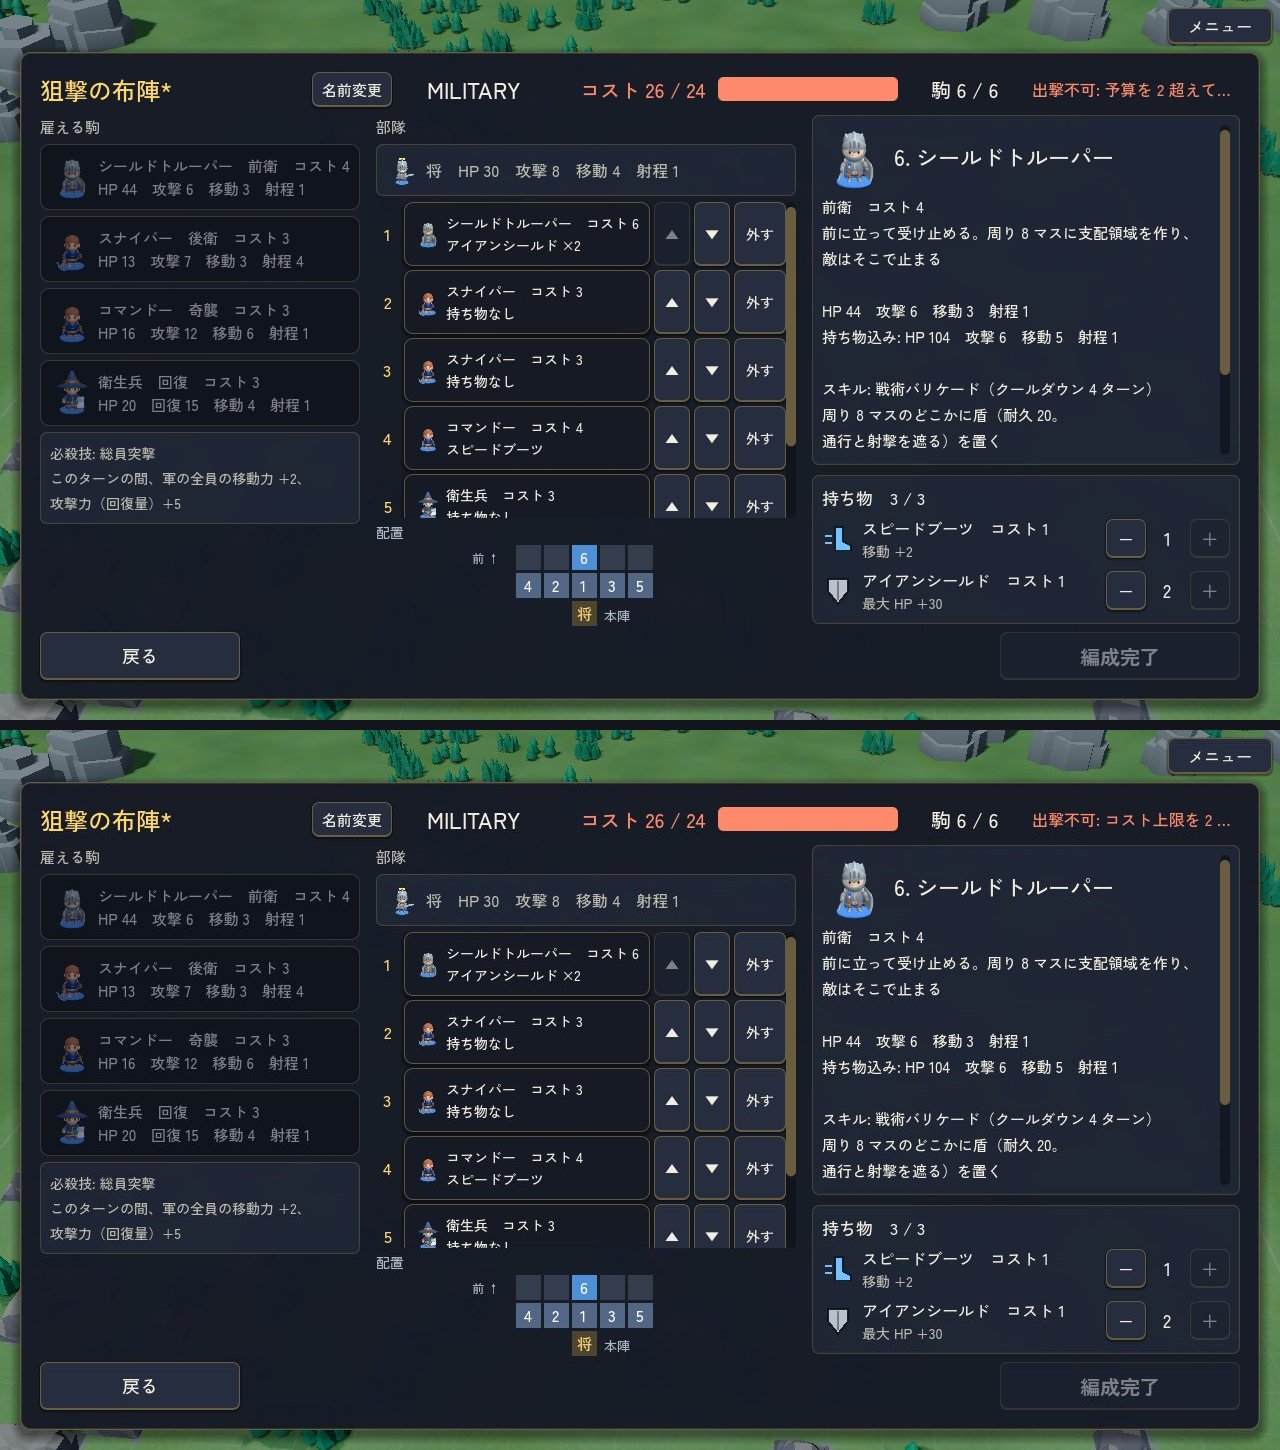 メニュー
狙撃の布陣*
名前変更
MILITARY
コスト 26 / 24
駒 6 / 6
出撃不可: 予算を 2 超えて...
雇える駒
シールドトルーパー 前衛 コスト 4
HP 44 攻撃 6 移動 3 射程 1
スナイパー 後衛 コスト 3
HP 13 攻撃 7 移動 3 射程 4
コマンドー 奇襲 コスト 3
HP 16 攻撃 12 移動 6 射程 1
衛生兵 回復 コスト 3
HP 20 回復 15 移動 4 射程 1
必殺技: 総員突撃
このターンの間、軍の全員の移動力 +2、
攻撃力（回復量）+5
部隊
将 HP 30 攻撃 8 移動 4 射程 1
1
シールドトルーパー コスト 6
アイアンシールド ×2
▲
▼
外す
2
スナイパー コスト 3
持ち物なし
▲
▼
外す
3
スナイパー コスト 3
持ち物なし
▲
▼
外す
4
コマンドー コスト 4
スピードブーツ
▲
▼
外す
5
衛生兵 コスト 3
持ち物なし
▲
▼
外す
配置
前 ↑
6
4 2 1 3 5
将 本陣
6. シールドトルーパー
前衛 コスト 4
前に立って受け止める。周り 8 マスに支配領域を作り、
敵はそこで止まる
HP 44 攻撃 6 移動 3 射程 1
持ち物込み: HP 104 攻撃 6 移動 5 射程 1
スキル: 戦術バリケード（クールダウン 4 ターン）
周り 8 マスのどこかに盾（耐久 20。
通行と射撃を遮る）を置く
持ち物 3 / 3
スピードブーツ コスト 1
移動 +2
− 1 +
アイアンシールド コスト 1
最大 HP +30
− 2 +
戻る
編成完了
メニュー
狙撃の布陣*
名前変更
MILITARY
コスト 26 / 24
駒 6 / 6
出撃不可: コスト上限を 2 ...
雇える駒
シールドトルーパー 前衛 コスト 4
HP 44 攻撃 6 移動 3 射程 1
スナイパー 後衛 コスト 3
HP 13 攻撃 7 移動 3 射程 4
コマンドー 奇襲 コスト 3
HP 16 攻撃 12 移動 6 射程 1
衛生兵 回復 コスト 3
HP 20 回復 15 移動 4 射程 1
必殺技: 総員突撃
このターンの間、軍の全員の移動力 +2、
攻撃力（回復量）+5
部隊
将 HP 30 攻撃 8 移動 4 射程 1
1
シールドトルーパー コスト 6
アイアンシールド ×2
▲
▼
外す
2
スナイパー コスト 3
持ち物なし
▲
▼
外す
3
スナイパー コスト 3
持ち物なし
▲
▼
外す
4
コマンドー コスト 4
スピードブーツ
▲
▼
外す
5
衛生兵 コスト 3
持ち物なし
▲
▼
外す
配置
前 ↑
6
4 2 1 3 5
将 本陣
6. シールドトルーパー
前衛 コスト 4
前に立って受け止める。周り 8 マスに支配領域を作り、
敵はそこで止まる
HP 44 攻撃 6 移動 3 射程 1
持ち物込み: HP 104 攻撃 6 移動 5 射程 1
スキル: 戦術バリケード（クールダウン 4 ターン）
周り 8 マスのどこかに盾（耐久 20。
通行と射撃を遮る）を置く
持ち物 3 / 3
スピードブーツ コスト 1
移動 +2
− 1 +
アイアンシールド コスト 1
最大 HP +30
− 2 +
戻る
編成完了